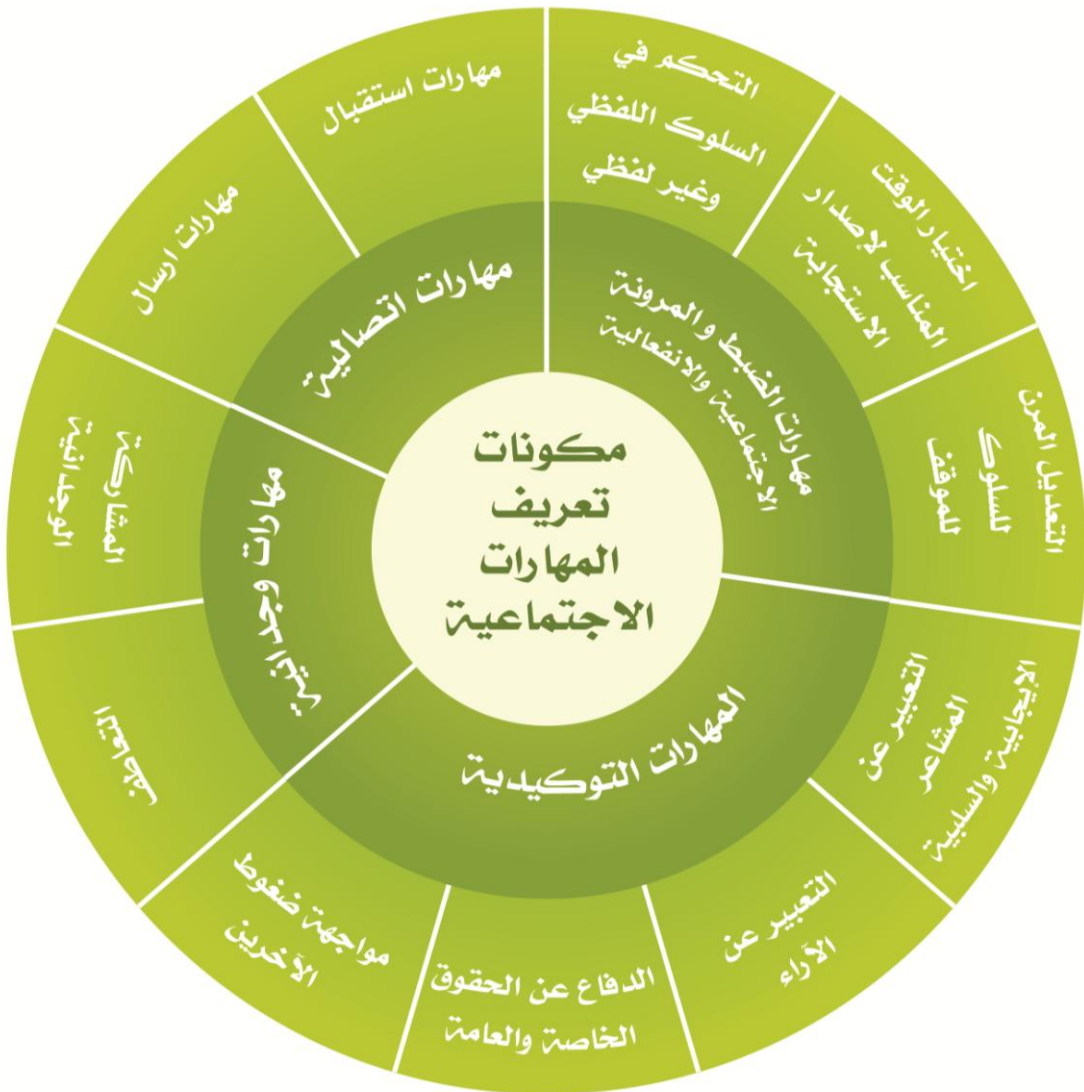 مكونات
تعريف
المهارات
الاجتماعية
مهارات الضبط والمرونة
الاجتماعية والانفعالية
التحكم في
السلوك اللفظي
وغير لفظي
اختيار الوقت
المناسب لإصدار
الاستجابة
التعديل المرن
للسلوك
للموقف
المهارات التوكيدية
التعبير عن
المشاعر
الإيجابية والسلبية
التعبير عن
الآراء
الدفاع عن الحقوق
الخاصة والعامة
مواجهة ضغوط
الآخرين
مهارات وجدانية
التعاطف
المشاركة
الوجدانية
مهارات اتصالية
مهارات ارسال
مهارات استقبال